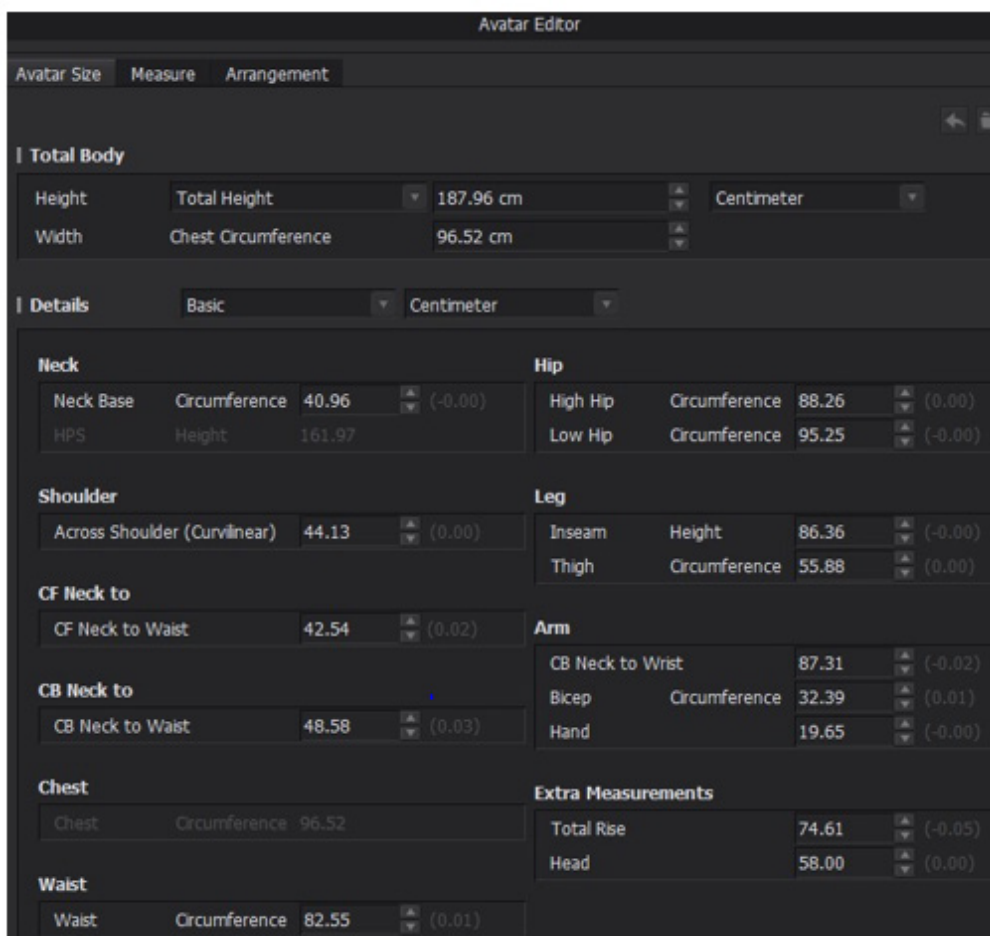 Avatar Editor
Avatar Size Measure Arrangement
Total Body
Height Total Height 187.96 cm Centimeter
Width Chest Circumference 96.52 cm
Details Basic Centimeter
Neck
Neck Base Circumference 40.96 (-0.00)
HPS Height 161.97
Shoulder
Across Shoulder (Curvilinear) 44.13 (0.00)
CF Neck to
CF Neck to Waist 42.54 (0.02)
CB Neck to
CB Neck to Waist 48.58 (0.03)
Chest
Chest Circumference 96.52
Waist
Waist Circumference 82.55 (0.01)
Hip
High Hip Circumference 88.26 (0.00)
Low Hip Circumference 95.25 (-0.00)
Leg
Inseam Height 86.36 (-0.00)
Thigh Circumference 55.88 (0.00)
Arm
CB Neck to Wrist 87.31 (-0.02)
Bicep Circumference 32.39 (0.01)
Hand 19.65 (-0.00)
Extra Measurements
Total Rise 74.61 (-0.05)
Head 58.00 (0.00)